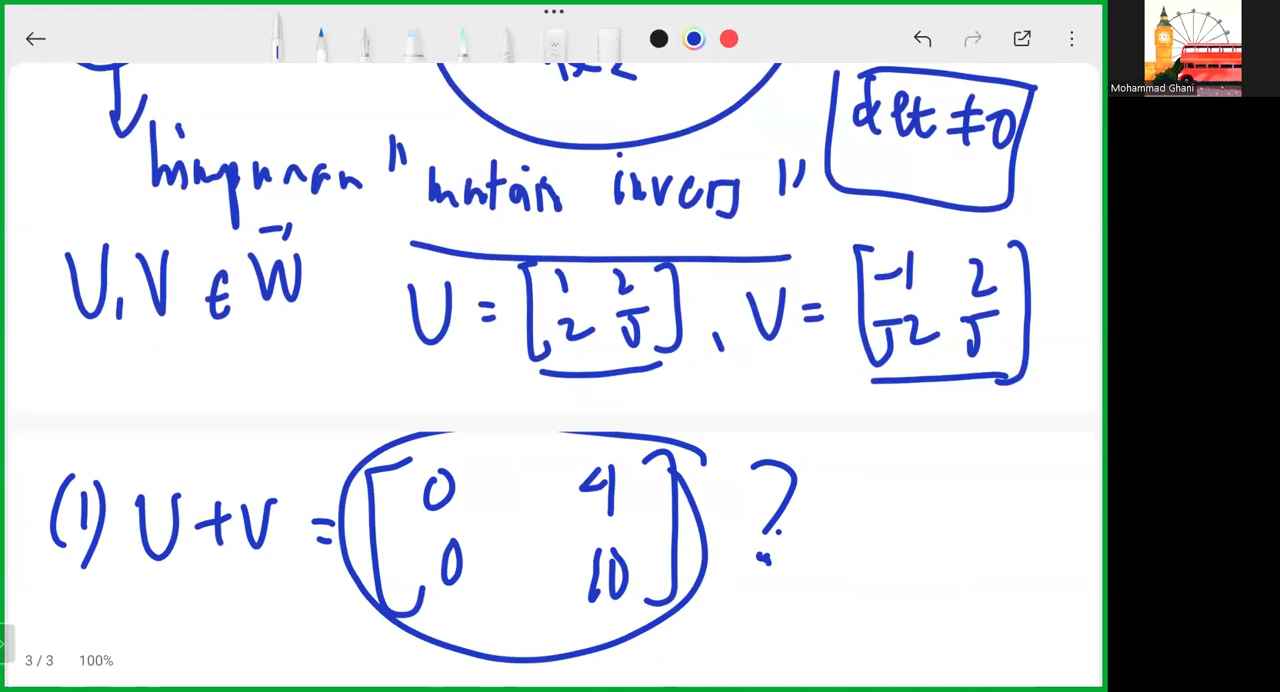 det ≠ 0
himpunan "matriks invers"
U, V ∈ W⃗
U = [1 2; 2 5], V = [-1 2; -2 5]
(1) U + V = [0 4; 0 10] ?
3 / 3 100%
Mohammad Ghani